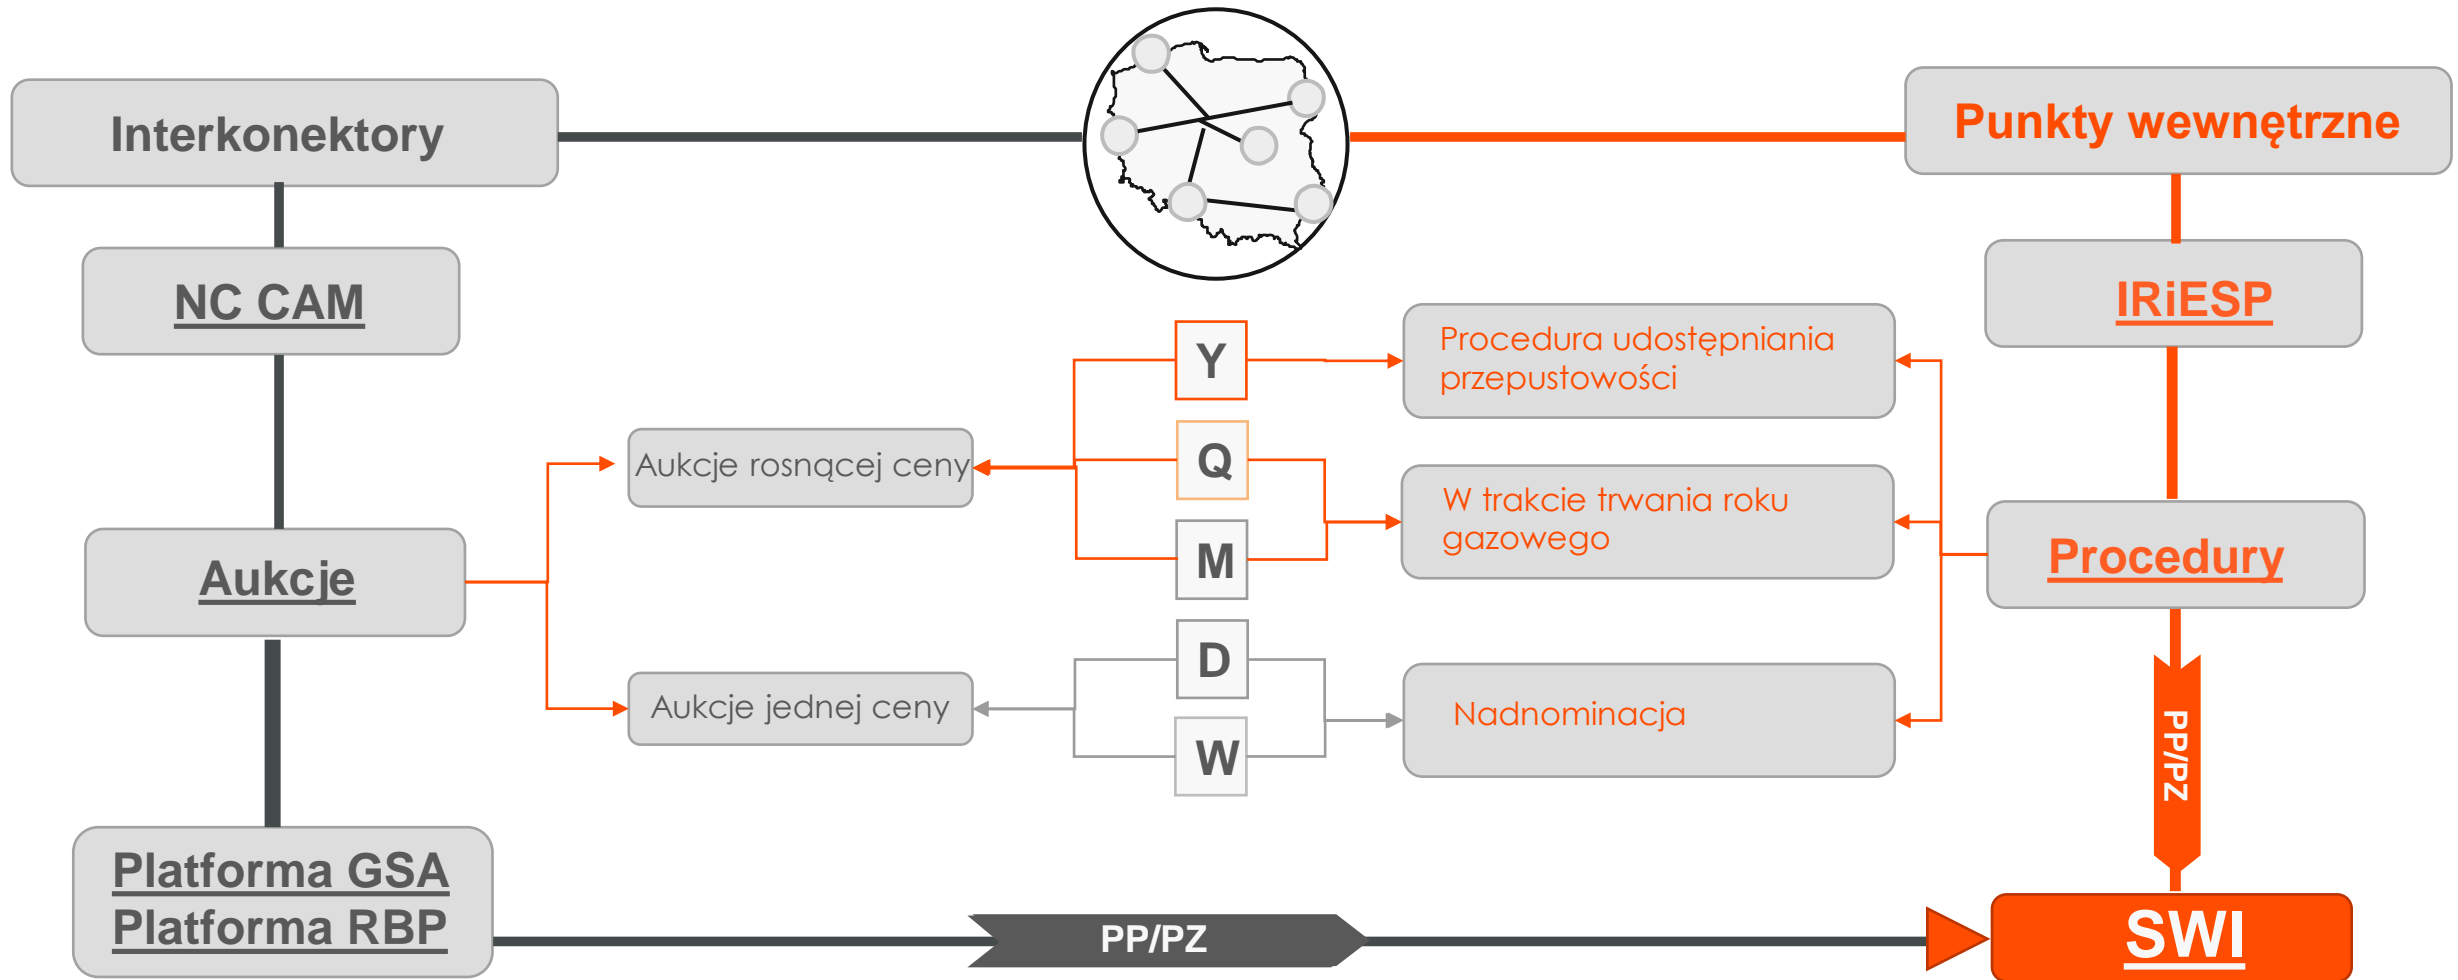 Interkonektory
Punkty wewnętrzne
NC CAM
IRiESP
Y
Procedura udostępniania
przepustowości
Aukcje rosnącej ceny
Q
W trakcie trwania roku
gazowego
M
Aukcje
Procedury
D
Aukcje jednej ceny
Nadnominacja
W
PP/PZ
Platforma GSA
Platforma RBP
PP/PZ
SWI